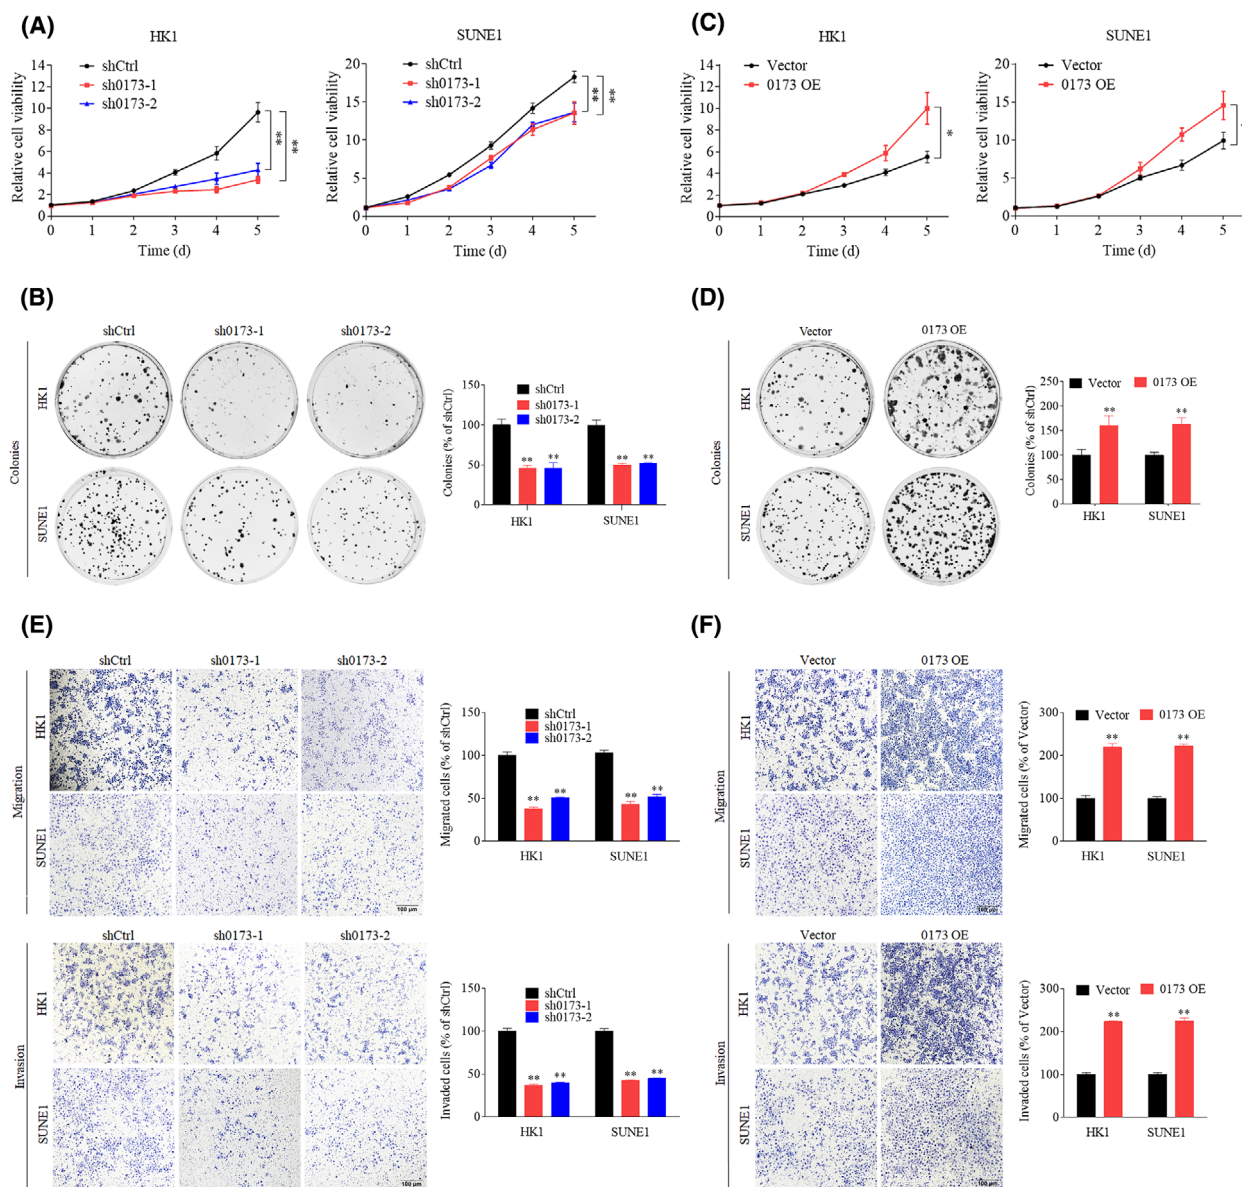 (A)
HK1
shCtrl
sh0173-1
sh0173-2
Relative cell viability
14
12
10
8
6
4
2
0
0 1 2 3 4 5
Time (d)
**
**
SUNE1
shCtrl
sh0173-1
sh0173-2
Relative cell viability
20
15
10
5
0
0 1 2 3 4 5
Time (d)
**
**
(C)
HK1
Vector
0173 OE
Relative cell viability
14
12
10
8
6
4
2
0
0 1 2 3 4 5
Time (d)
*
SUNE1
Vector
0173 OE
Relative cell viability
20
15
10
5
0
0 1 2 3 4 5
Time (d)
(B)
shCtrl sh0173-1 sh0173-2
Colonies
HK1
SUNE1
Colonies (% of shCtrl)
150
100
50
0
shCtrl
sh0173-1
sh0173-2
** **
** **
HK1 SUNE1
(D)
Vector 0173 OE
Colonies
HK1
SUNE1
Colonies (% of shCtrl)
250
200
150
100
50
0
Vector 0173 OE
** **
HK1 SUNE1
(E)
shCtrl sh0173-1 sh0173-2
Migration
HK1
SUNE1
100 μm
Migrated cells (% of shCtrl)
150
100
50
0
shCtrl
sh0173-1
sh0173-2
** **
** **
HK1 SUNE1
shCtrl sh0173-1 sh0173-2
Invasion
HK1
SUNE1
100 μm
Invaded cells (% of shCtrl)
150
100
50
0
shCtrl
sh0173-1
sh0173-2
** **
** **
HK1 SUNE1
(F)
Vector 0173 OE
Migration
HK1
SUNE1
100 μm
Migrated cells (% of Vector)
300
200
100
0
Vector 0173 OE
** **
HK1 SUNE1
Vector 0173 OE
Invasion
HK1
SUNE1
100 μm
Invaded cells (% of Vector)
300
200
100
0
Vector 0173 OE
** **
HK1 SUNE1